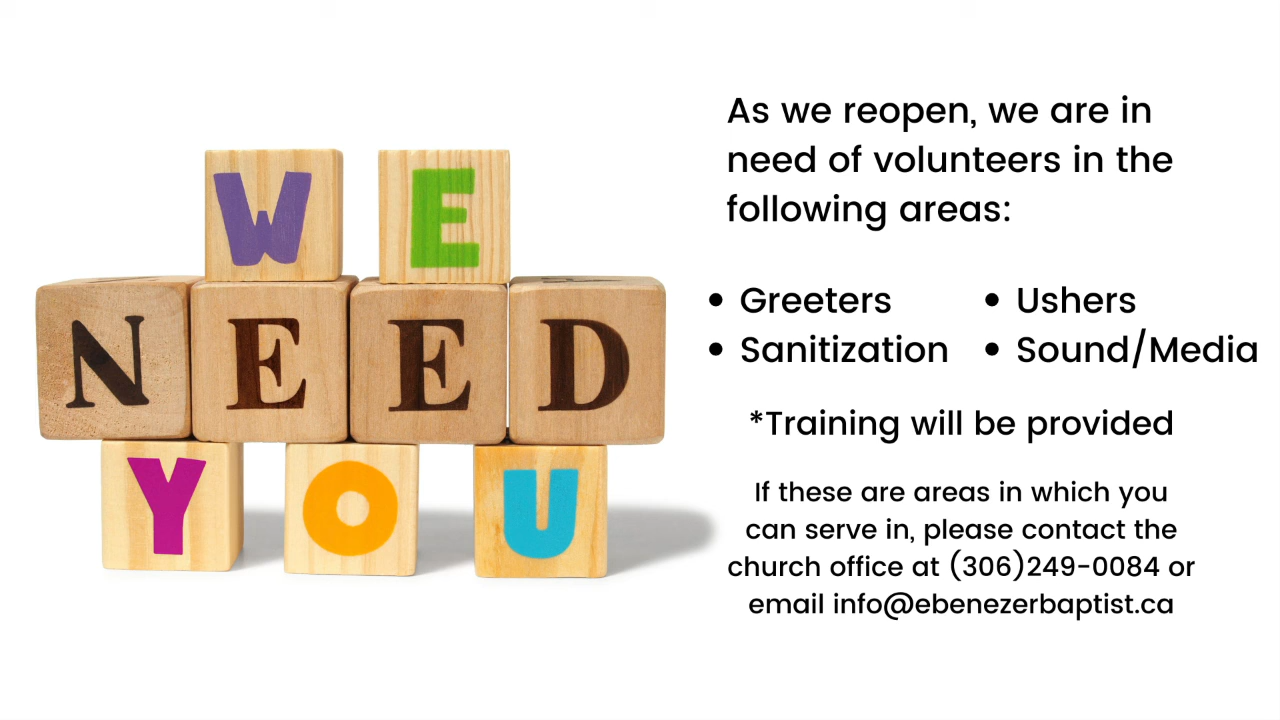 WE
NEED
YOU
As we reopen, we are in
need of volunteers in the
following areas:
• Greeters
• Sanitization
• Ushers
• Sound/Media
*Training will be provided
If these are areas in which you
can serve in, please contact the
church office at (306)249-0084 or
email info@ebenezerbaptist.ca